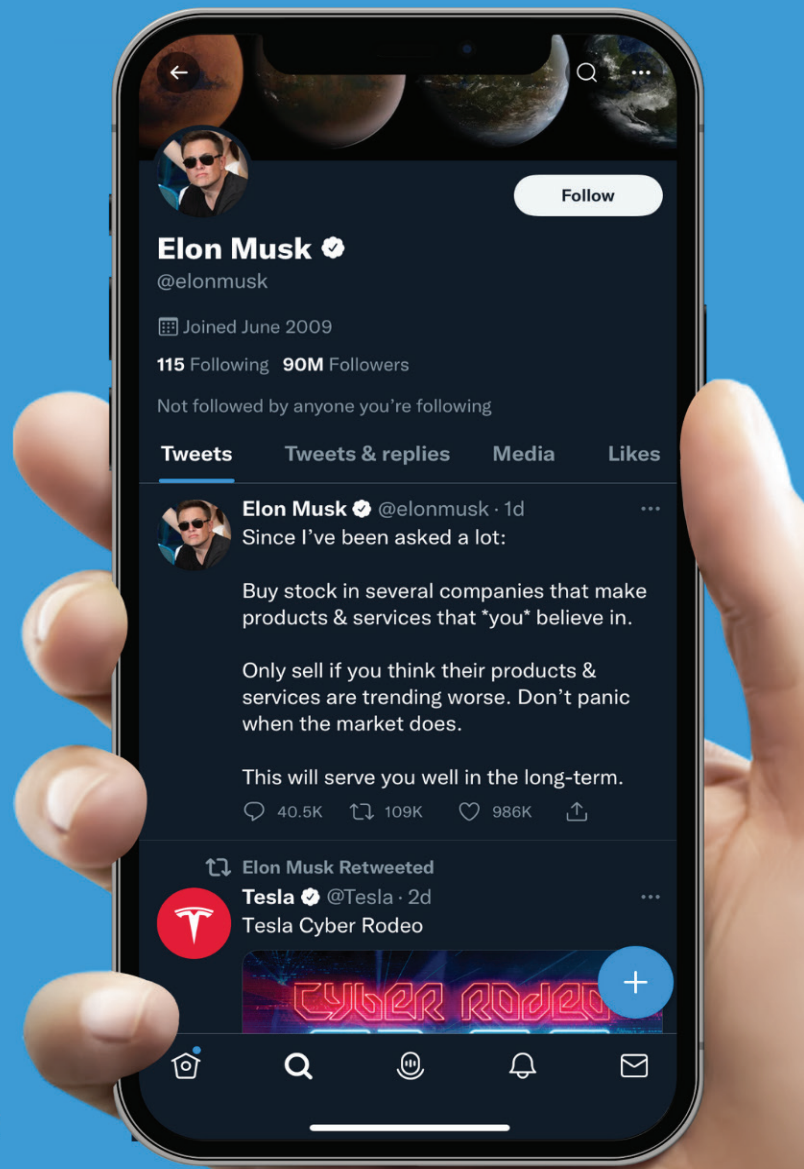 Follow
Elon Musk
@elonmusk
Joined June 2009
115 Following 90M Followers
Not followed by anyone you’re following
Tweets Tweets & replies Media Likes
Elon Musk @elonmusk · 1d
Since I’ve been asked a lot:
Buy stock in several companies that make
products & services that *you* believe in.
Only sell if you think their products &
services are trending worse. Don’t panic
when the market does.
This will serve you well in the long-term.
40.5K 109K 986K
Elon Musk Retweeted
Tesla @Tesla · 2d
Tesla Cyber Rodeo
CYBER RODEO